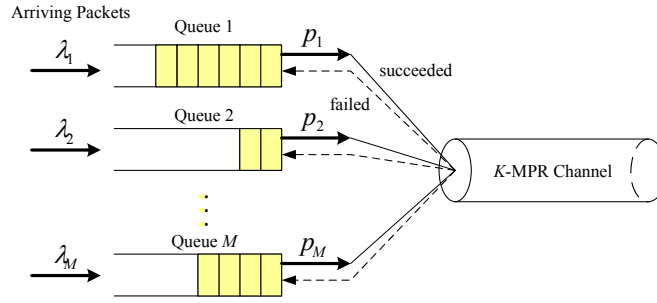 Arriving Packets
Queue 1
λ1
p1
succeeded
failed
Queue 2
λ2
p2
K-MPR Channel
Queue M
λM
pM